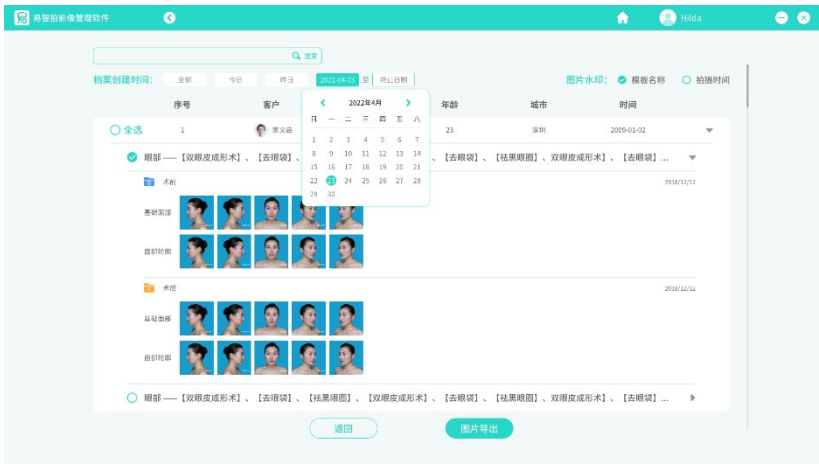 易智拍影像管理软件
Hilda
搜索
档案创建时间： 全部 今日 昨日 2022-04-23 至 终止日期 图片水印： 模板名称 拍摄时间
序号 客户 年龄 城市 时间
2022年4月
日 一 二 三 四 五 六
1 2 3 4 5 6 7
8 9 10 11 12 13 14
15 16 17 18 19 20 21
22 23 24 25 26 27 28
29 30
全选 1 23 深圳 2009-01-02
眼部 —— 【双眼皮成形术】、【去眼袋】、 、【去眼袋】、【祛黑眼圈】、双眼皮成形术】、【去眼袋】...
术前 2018/12/12
基础面部
面部轮廓
术后 2018/12/12
基础面部
面部轮廓
眼部 —— 【双眼皮成形术】、【去眼袋】、【祛黑眼圈】、【双眼皮成形术】、【去眼袋】、【祛黑眼圈】、双眼皮成形术】、【去眼袋】...
返回 图片导出